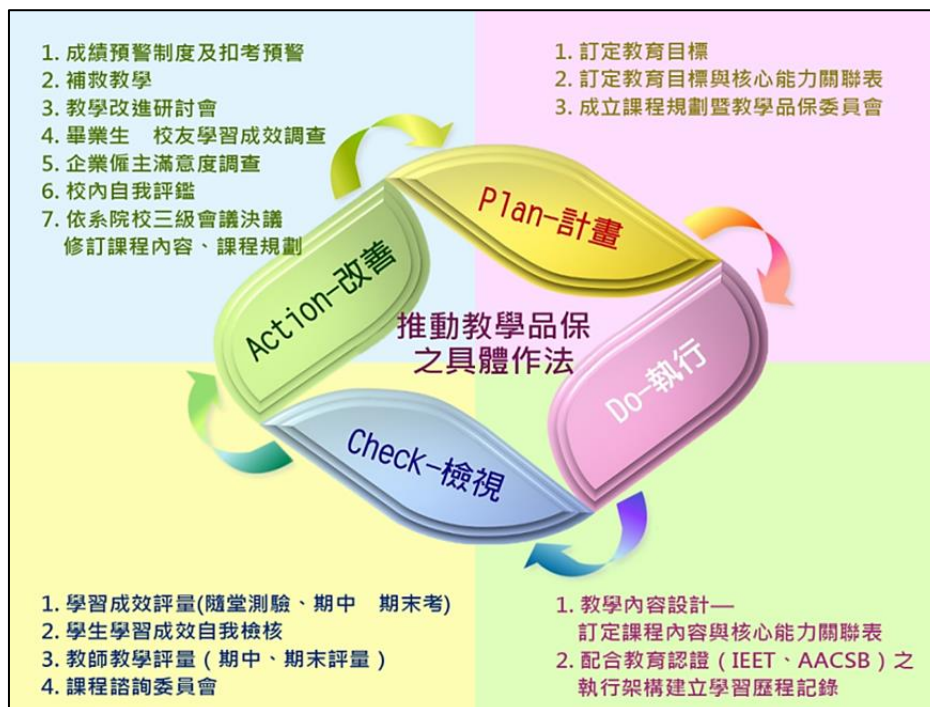 1. 成績預警制度及扣考預警
2. 補救教學
3. 教學改進研討會
4. 畢業生　校友學習成效調查
5. 企業僱主滿意度調查
6. 校內自我評鑑
7. 依系院校三級會議決議
修訂課程內容、課程規劃
1. 訂定教育目標
2. 訂定教育目標與核心能力關聯表
3. 成立課程規劃暨教學品保委員會
Plan-計畫
Action-改善
推動教學品保
之具體作法
Do-執行
Check-檢視
1. 學習成效評量(隨堂測驗、期中　期末考)
2. 學生學習成效自我檢核
3. 教師教學評量（期中、期末評量）
4. 課程諮詢委員會
1. 教學內容設計—
訂定課程內容與核心能力關聯表
2. 配合教育認證（IEET、AACSB）之
執行架構建立學習歷程記錄